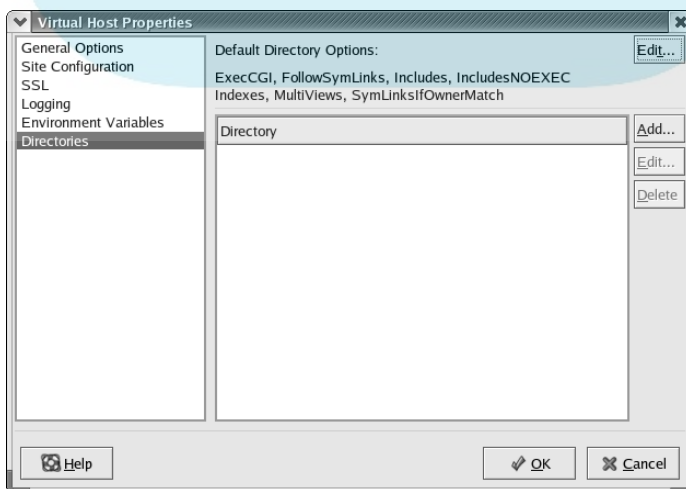 Virtual Host Properties
General Options
Site Configuration
SSL
Logging
Environment Variables
Directories
Default Directory Options:
Edit...
ExecCGI, FollowSymLinks, Includes, IncludesNOEXEC
Indexes, MultiViews, SymLinksIfOwnerMatch
Directory
Add...
Edit...
Delete
Help
OK
Cancel